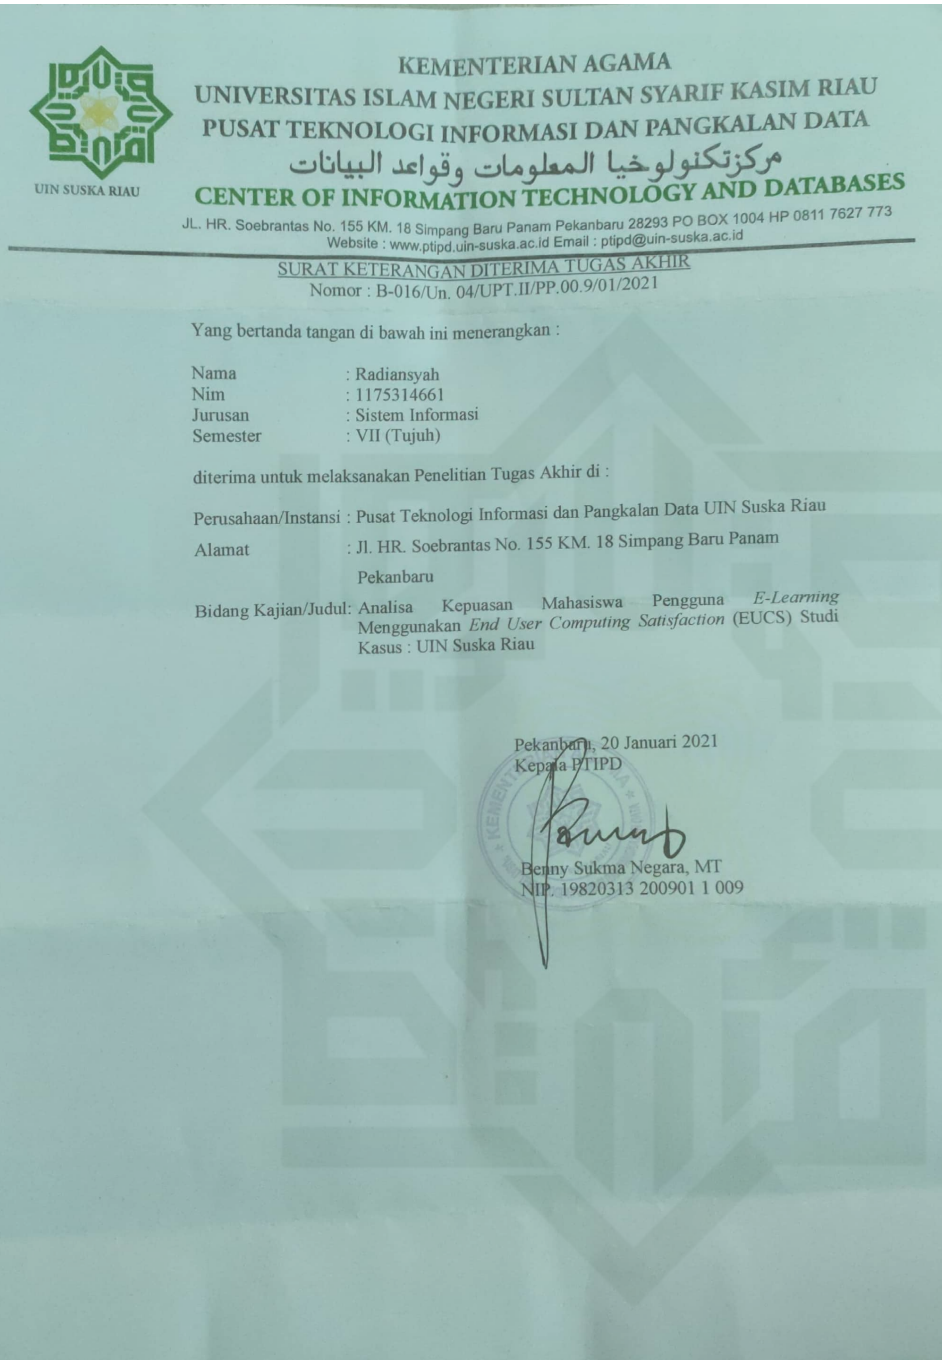 KEMENTERIAN AGAMA
UNIVERSITAS ISLAM NEGERI SULTAN SYARIF KASIM RIAU
PUSAT TEKNOLOGI INFORMASI DAN PANGKALAN DATA
مركزتكنولوخيا المعلومات وقواعد البيانات
CENTER OF INFORMATION TECHNOLOGY AND DATABASES
UIN SUSKA RIAU
JL. HR. Soebrantas No. 155 KM. 18 Simpang Baru Panam Pekanbaru 28293 PO BOX 1004 HP 0811 7627 773
Website : www.ptipd.uin-suska.ac.id Email : ptipd@uin-suska.ac.id
SURAT KETERANGAN DITERIMA TUGAS AKHIR
Nomor : B-016/Un. 04/UPT.II/PP.00.9/01/2021
Yang bertanda tangan di bawah ini menerangkan :
Nama : Radiansyah
Nim : 1175314661
Jurusan : Sistem Informasi
Semester : VII (Tujuh)
diterima untuk melaksanakan Penelitian Tugas Akhir di :
Perusahaan/Instansi : Pusat Teknologi Informasi dan Pangkalan Data UIN Suska Riau
Alamat : Jl. HR. Soebrantas No. 155 KM. 18 Simpang Baru Panam
Pekanbaru
Bidang Kajian/Judul: Analisa Kepuasan Mahasiswa Pengguna E-Learning
Menggunakan End User Computing Satisfaction (EUCS) Studi
Kasus : UIN Suska Riau
Pekanbaru, 20 Januari 2021
Kepala PTIPD
Benny Sukma Negara, MT
NIP. 19820313 200901 1 009